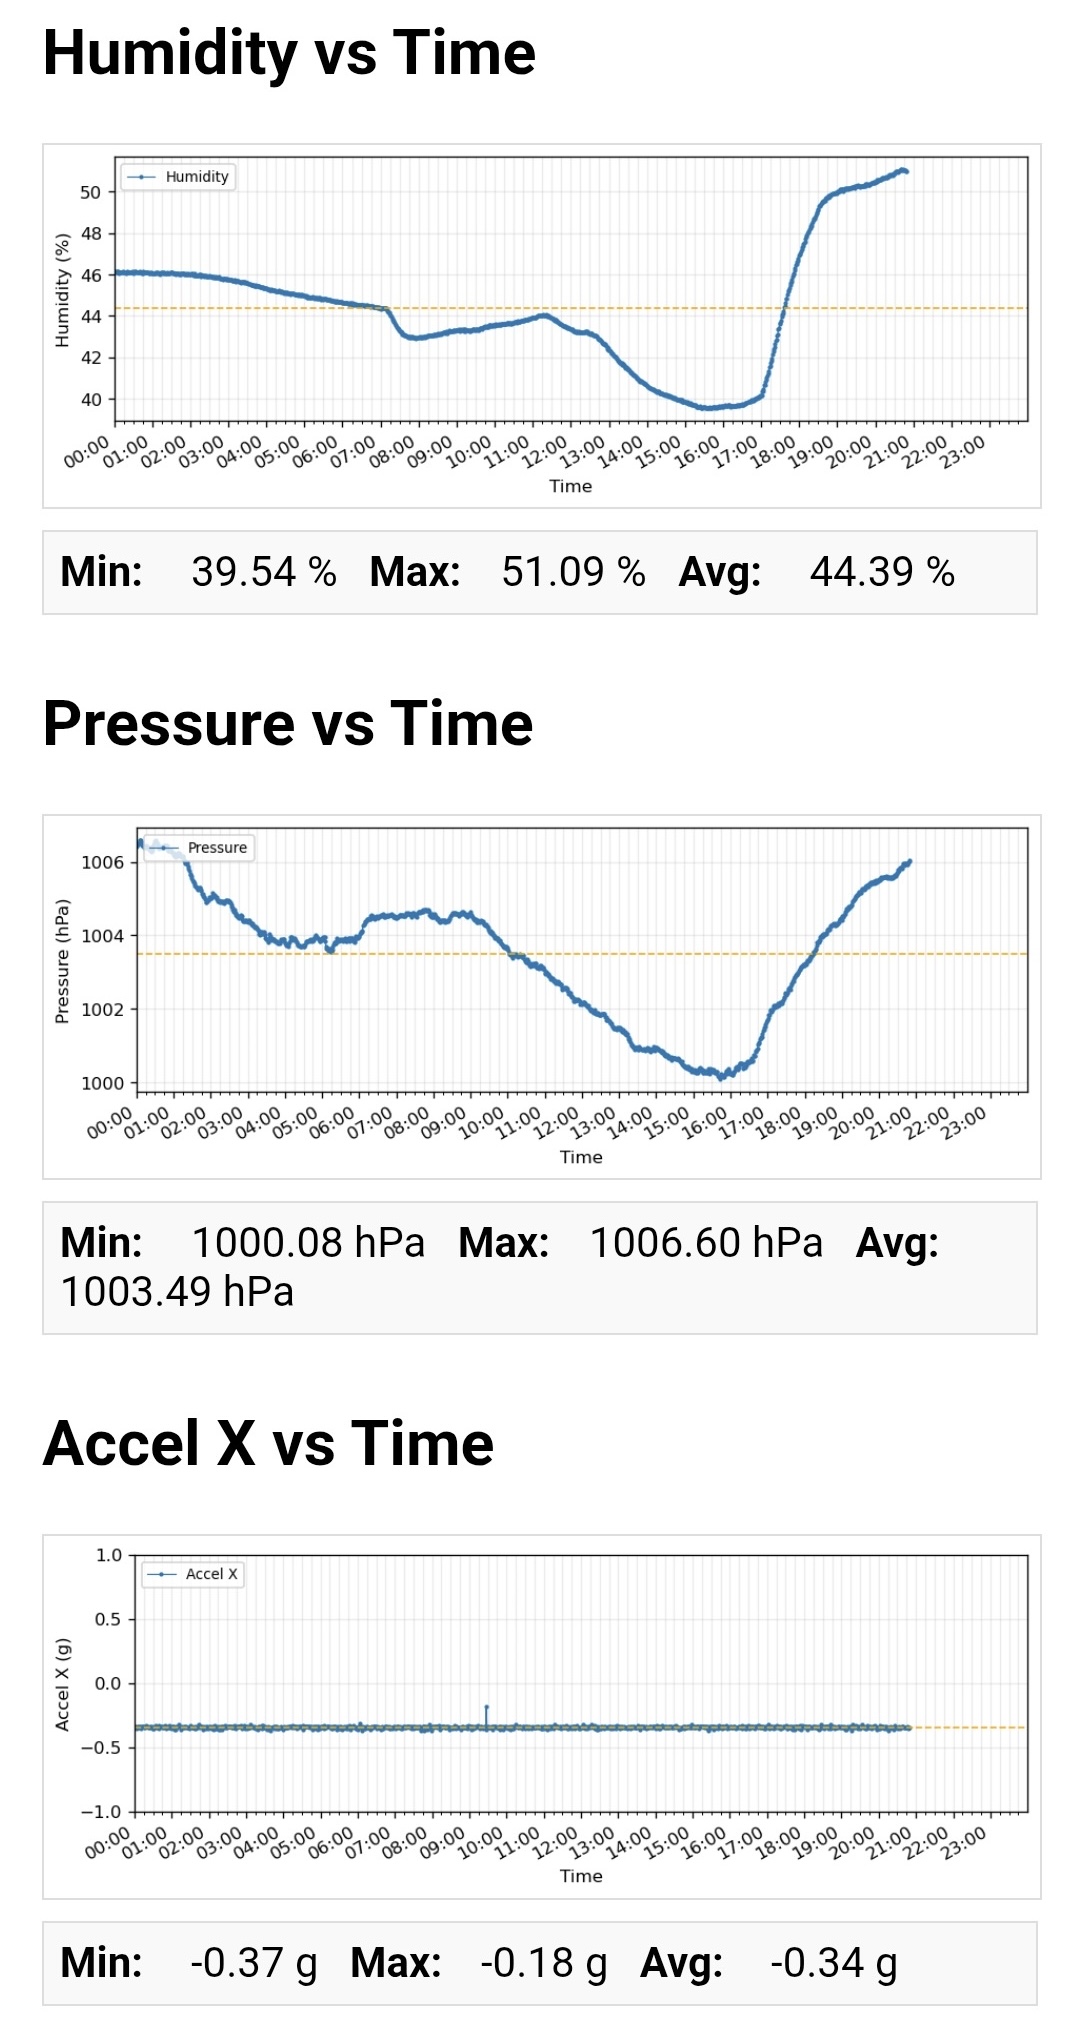 Humidity vs Time
Humidity
50
48
46
44
42
40
Humidity (%)
00:00 01:00 02:00 03:00 04:00 05:00 06:00 07:00 08:00 09:00 10:00 11:00 12:00 13:00 14:00 15:00 16:00 17:00 18:00 19:00 20:00 21:00 22:00 23:00
Time
Min: 39.54 % Max: 51.09 % Avg: 44.39 %
Pressure vs Time
Pressure
1006
1004
1002
1000
Pressure (hPa)
00:00 01:00 02:00 03:00 04:00 05:00 06:00 07:00 08:00 09:00 10:00 11:00 12:00 13:00 14:00 15:00 16:00 17:00 18:00 19:00 20:00 21:00 22:00 23:00
Time
Min: 1000.08 hPa Max: 1006.60 hPa Avg:
1003.49 hPa
Accel X vs Time
Accel X
1.0
0.5
0.0
−0.5
−1.0
Accel X (g)
00:00 01:00 02:00 03:00 04:00 05:00 06:00 07:00 08:00 09:00 10:00 11:00 12:00 13:00 14:00 15:00 16:00 17:00 18:00 19:00 20:00 21:00 22:00 23:00
Time
Min: -0.37 g Max: -0.18 g Avg: -0.34 g